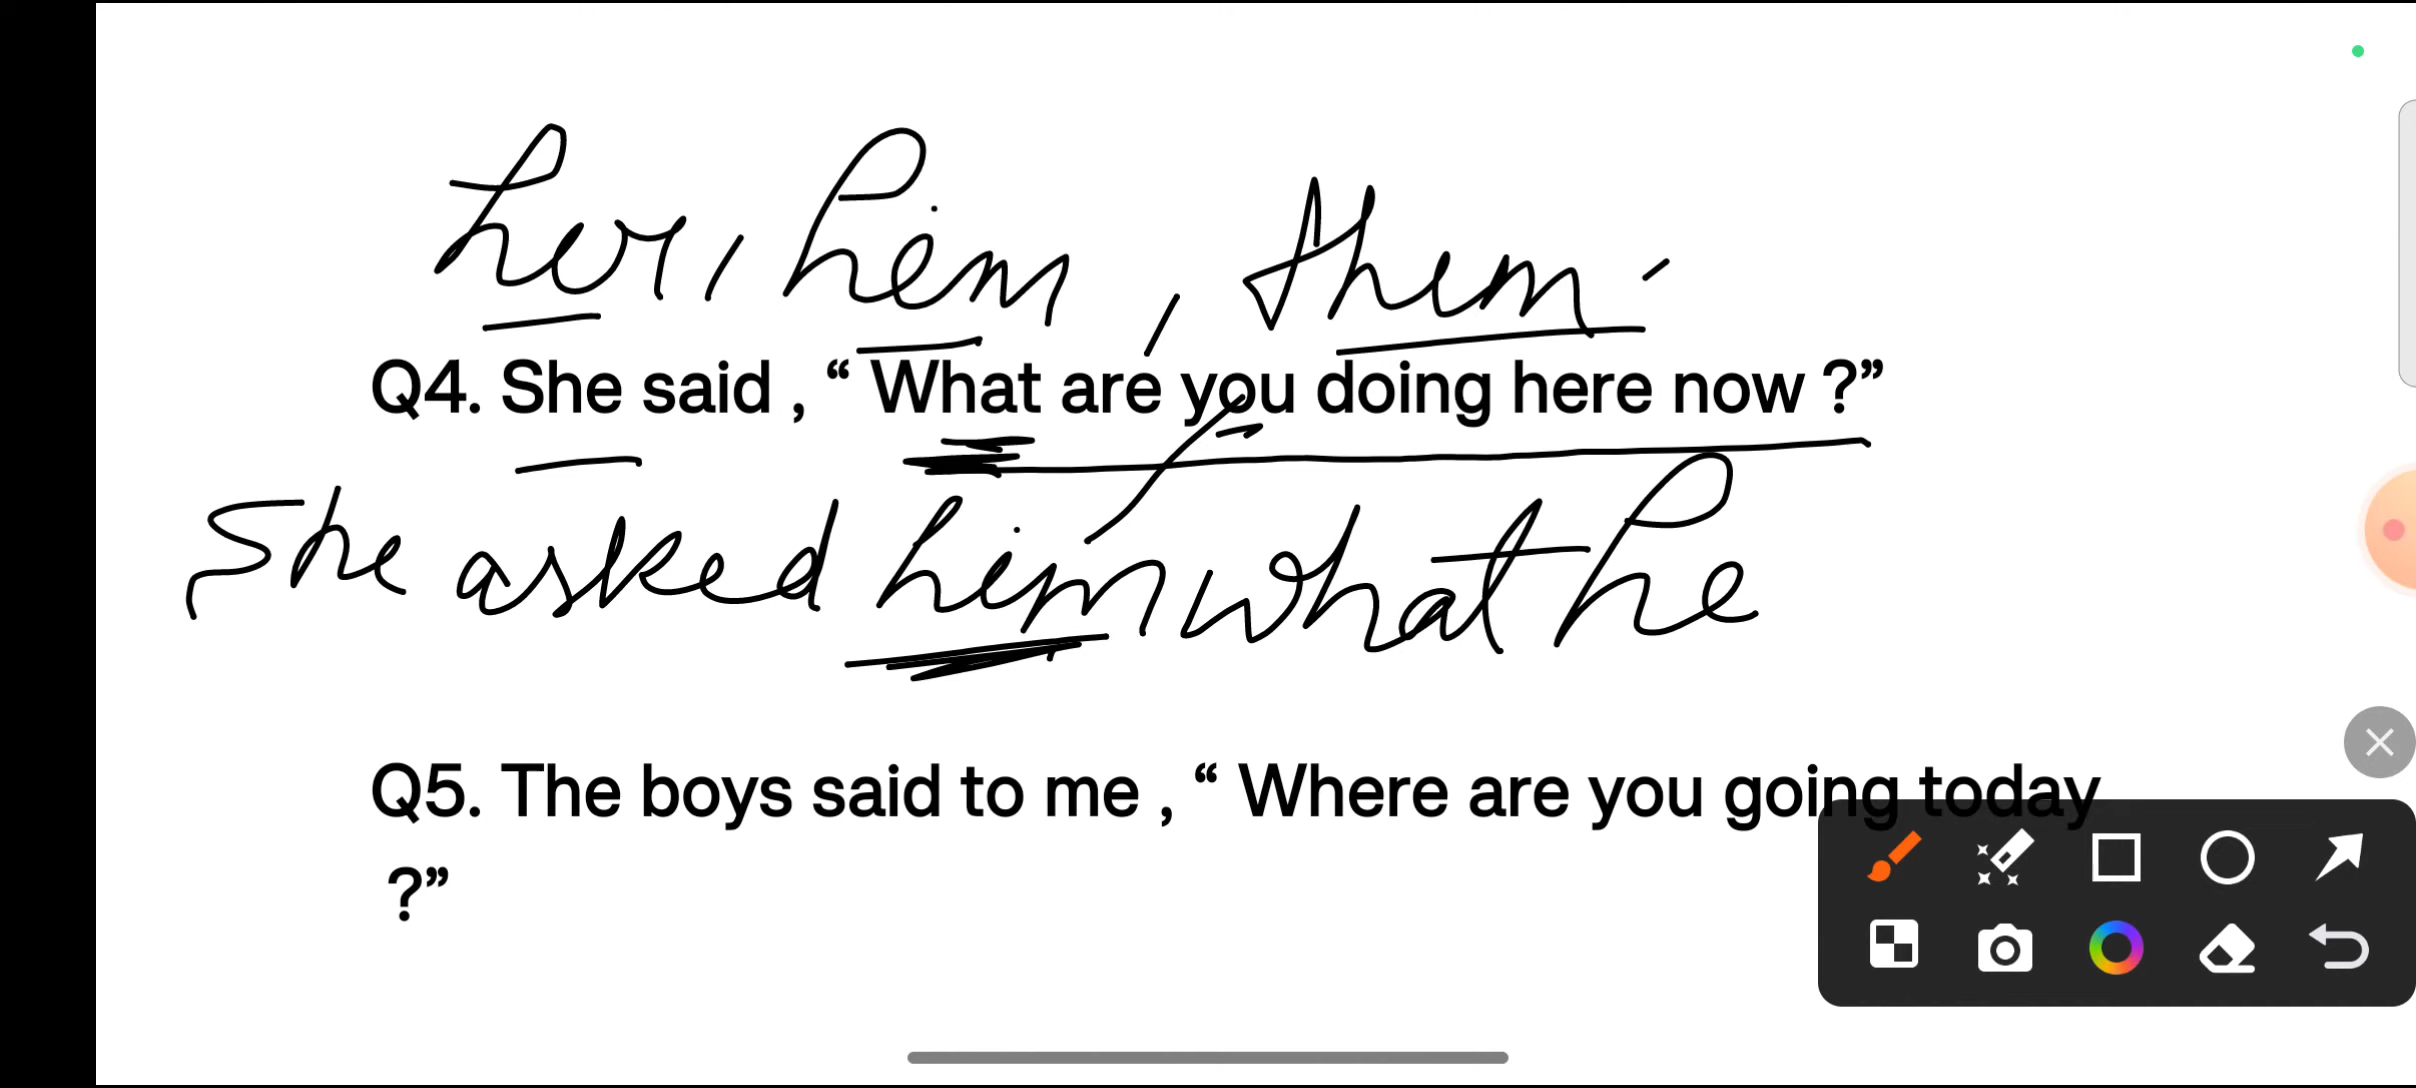 her, him, them.
Q4. She said , “ What are you doing here now ?”
She asked him what he
Q5. The boys said to me , “ Where are you going today
?”